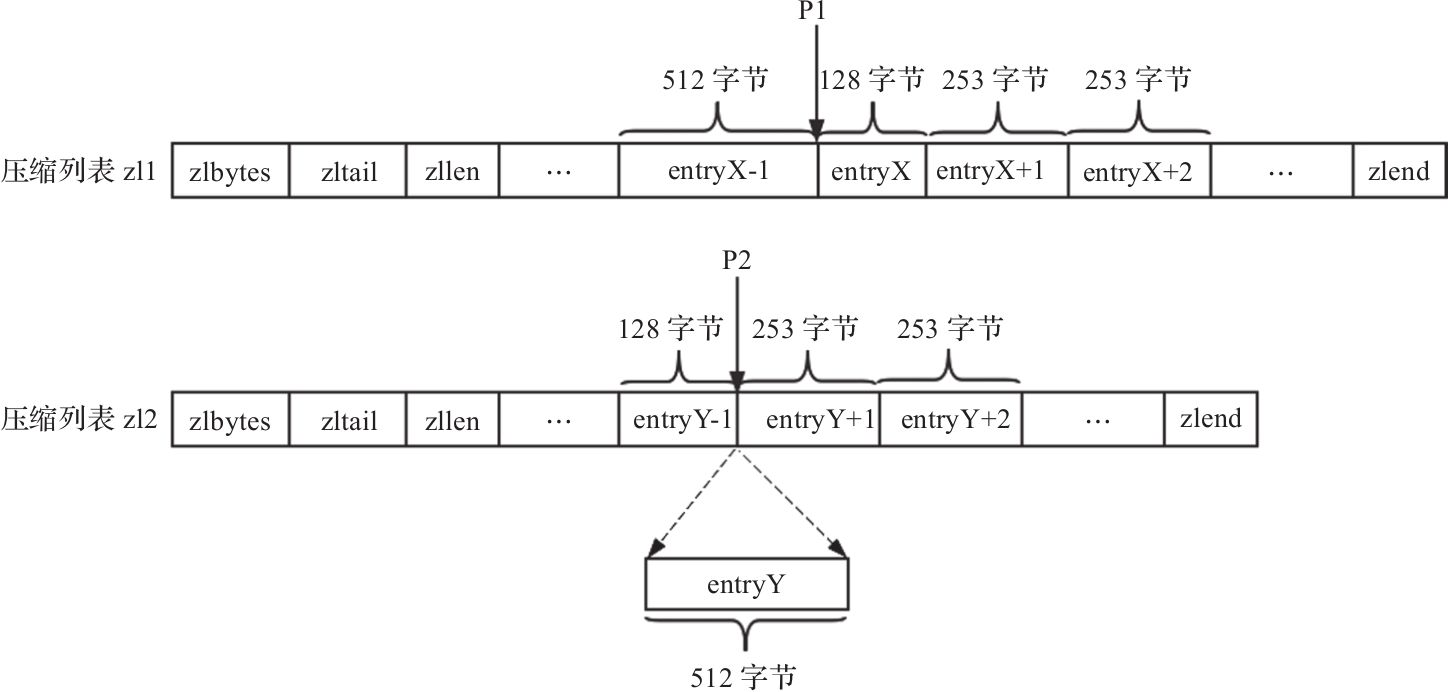 P1
512 字节 128 字节 253 字节 253 字节
压缩列表 zl1 zlbytes zltail zllen … entryX-1 entryX entryX+1 entryX+2 … zlend
P2
128 字节 253 字节 253 字节
压缩列表 zl2 zlbytes zltail zllen … entryY-1 entryY+1 entryY+2 … zlend
entryY
512 字节